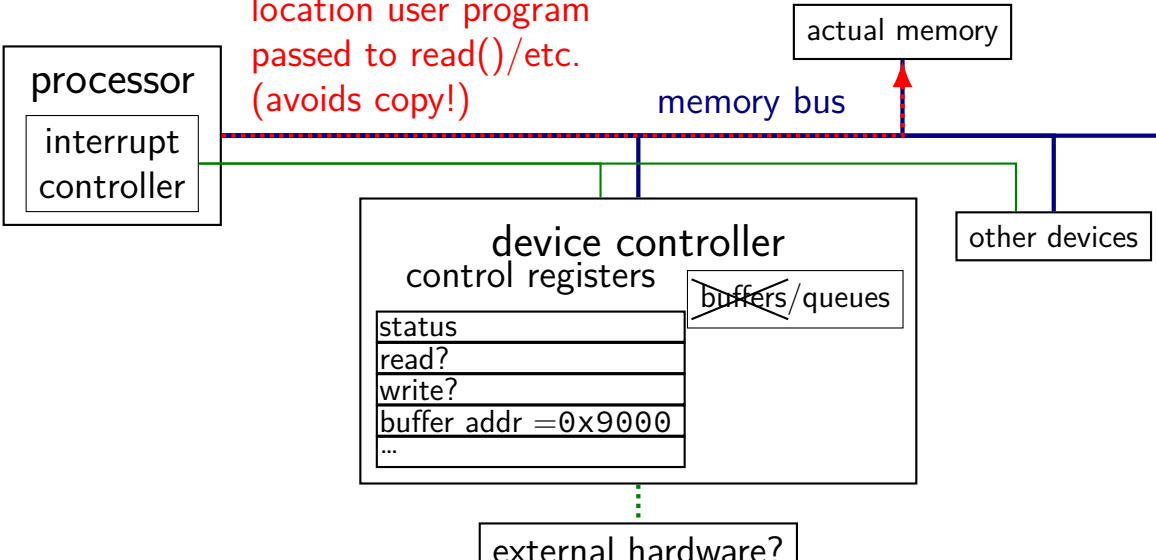 location user program
passed to read()/etc.
(avoids copy!)
actual memory
processor
memory bus
interrupt
controller
other devices
device controller
control registers
buffers/queues
status
read?
write?
buffer addr =0x9000
…
external hardware?